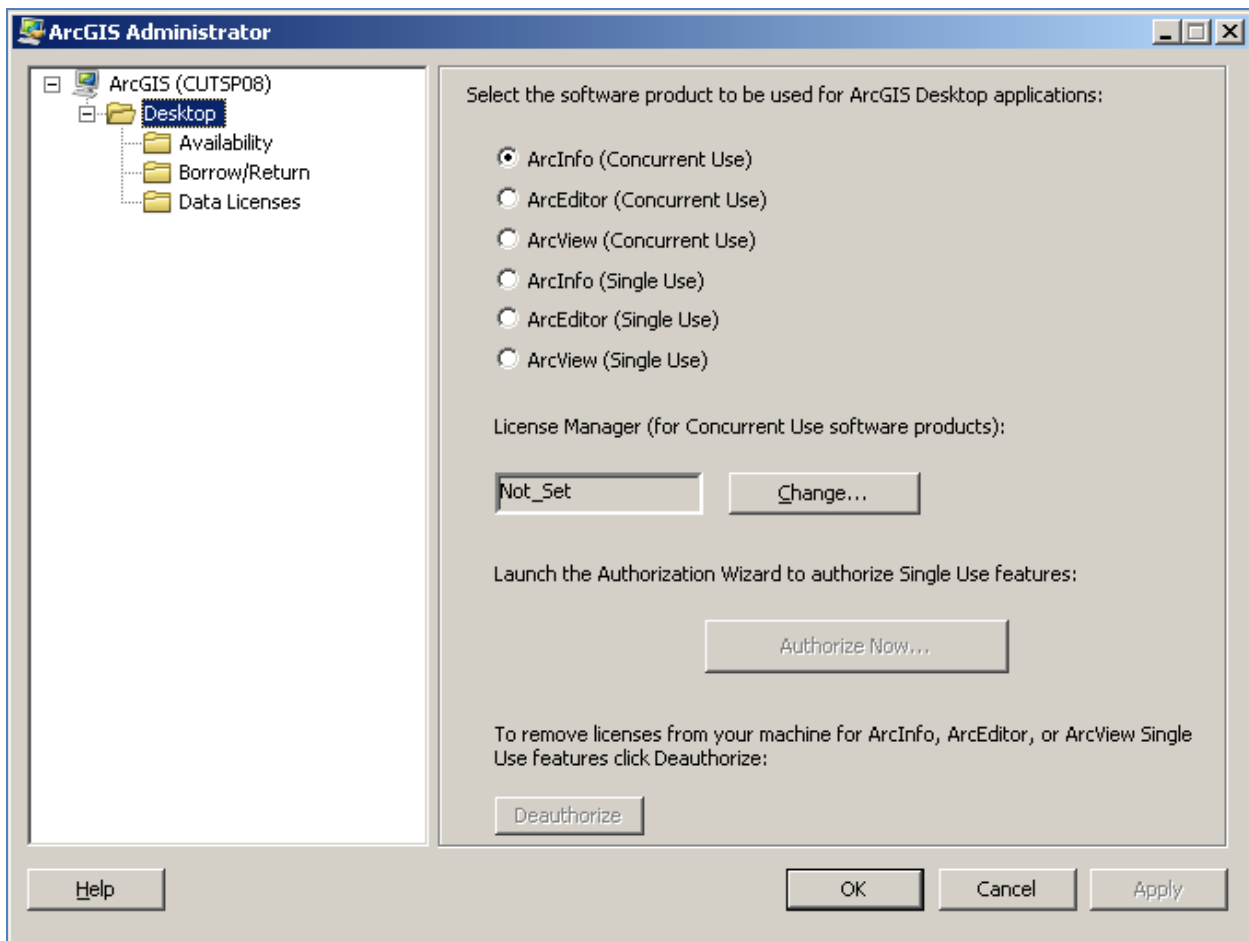 ArcGIS Administrator
ArcGIS (CUTSP08)
Desktop
Availability
Borrow/Return
Data Licenses
Select the software product to be used for ArcGIS Desktop applications:
ArcInfo (Concurrent Use)
ArcEditor (Concurrent Use)
ArcView (Concurrent Use)
ArcInfo (Single Use)
ArcEditor (Single Use)
ArcView (Single Use)
License Manager (for Concurrent Use software products):
Not_Set
Change...
Launch the Authorization Wizard to authorize Single Use features:
Authorize Now...
To remove licenses from your machine for ArcInfo, ArcEditor, or ArcView Single
Use features click Deauthorize:
Deauthorize
Help
OK
Cancel
Apply